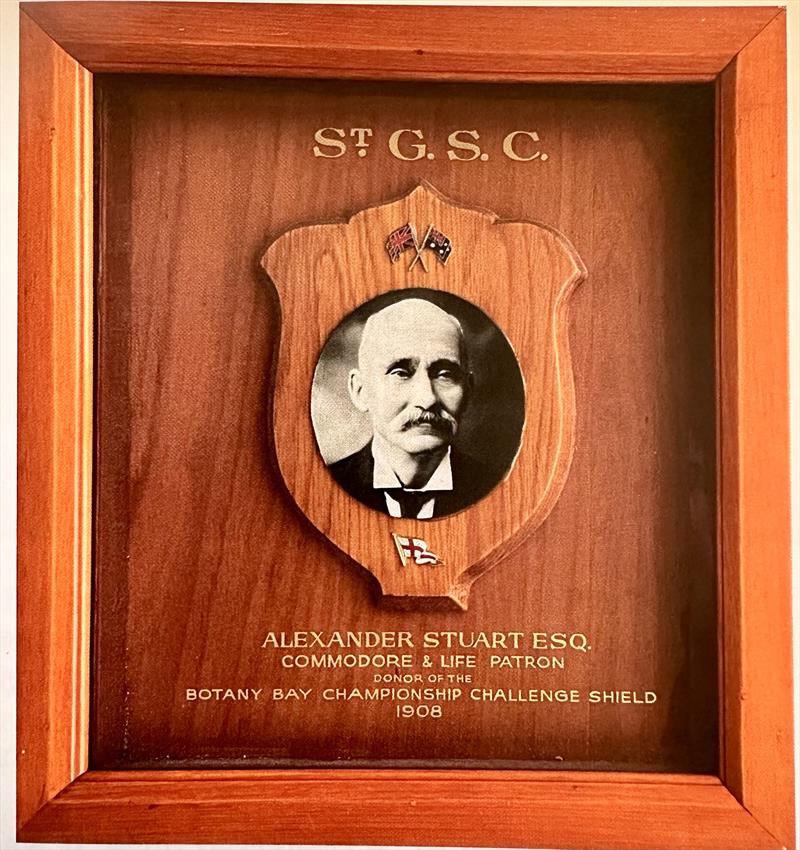 ST. G. S. C.
ALEXANDER STUART ESQ.
COMMODORE & LIFE PATRON
DONOR OF THE
BOTANY BAY CHAMPIONSHIP CHALLENGE SHIELD
1908